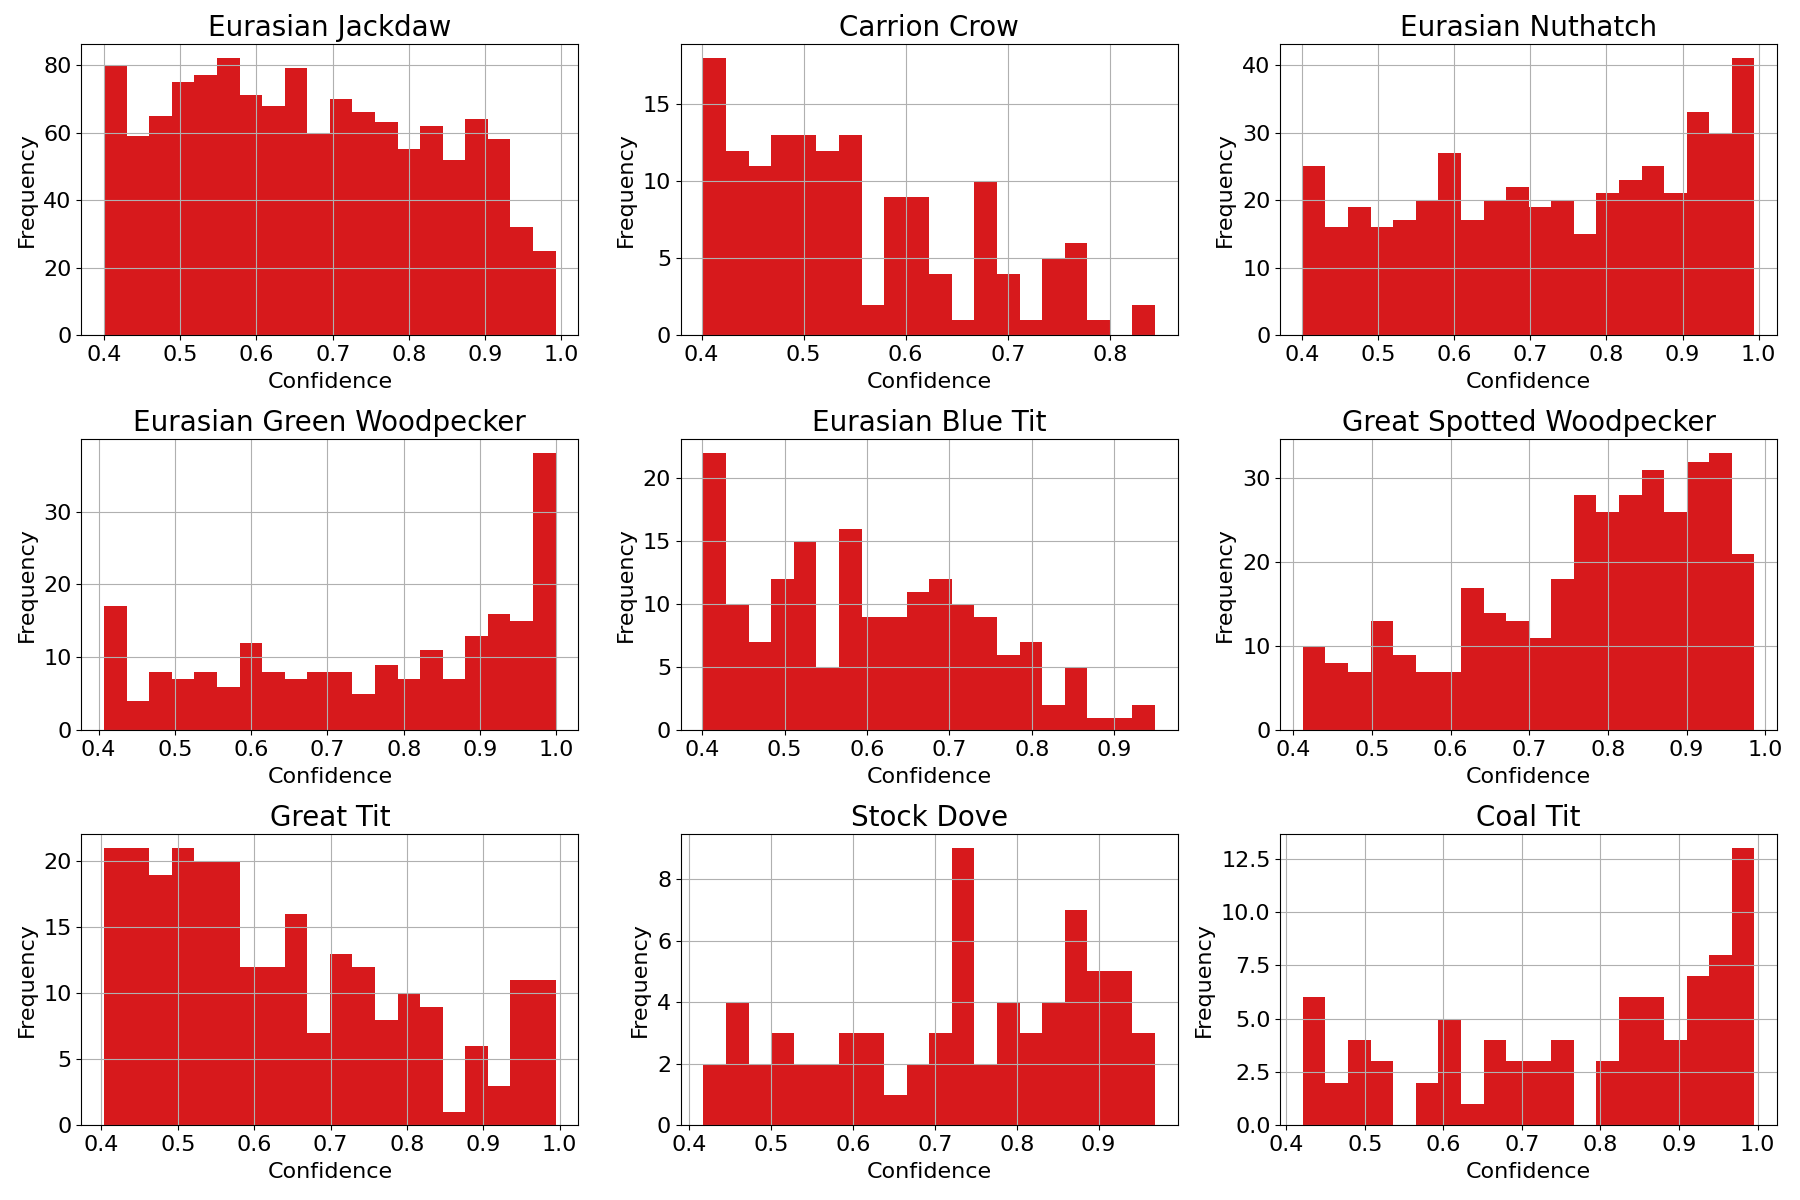 Eurasian Jackdaw
Carrion Crow
Eurasian Nuthatch
80
60
40
20
0
Frequency
0.4 0.5 0.6 0.7 0.8 0.9 1.0
Confidence
15
10
5
0
Frequency
0.4 0.5 0.6 0.7 0.8
Confidence
40
30
20
10
0
Frequency
0.4 0.5 0.6 0.7 0.8 0.9 1.0
Confidence
Eurasian Green Woodpecker
Eurasian Blue Tit
Great Spotted Woodpecker
30
20
10
0
Frequency
0.4 0.5 0.6 0.7 0.8 0.9 1.0
Confidence
20
15
10
5
0
Frequency
0.4 0.5 0.6 0.7 0.8 0.9
Confidence
30
20
10
0
Frequency
0.4 0.5 0.6 0.7 0.8 0.9 1.0
Confidence
Great Tit
Stock Dove
Coal Tit
20
15
10
5
0
Frequency
0.4 0.5 0.6 0.7 0.8 0.9 1.0
Confidence
8
6
4
2
0
Frequency
0.4 0.5 0.6 0.7 0.8 0.9
Confidence
12.5
10.0
7.5
5.0
2.5
0.0
Frequency
0.4 0.5 0.6 0.7 0.8 0.9 1.0
Confidence